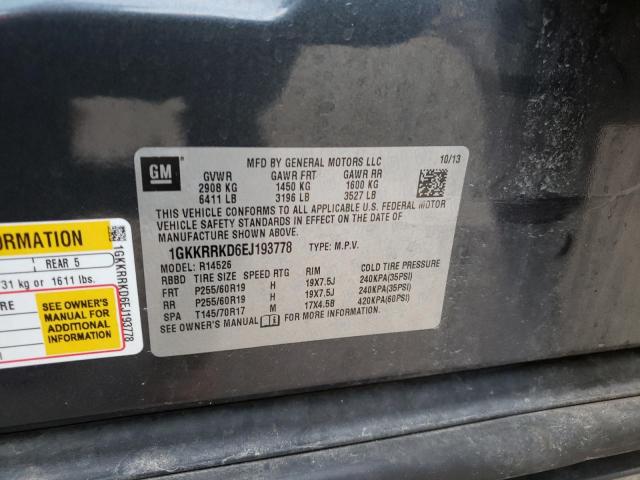 GM
MFD BY GENERAL MOTORS LLC 10/13
GVWR GAWR FRT GAWR RR
2908 KG 1450 KG 1600 KG
6411 LB 3196 LB 3527 LB
THIS VEHICLE CONFORMS TO ALL APPLICABLE U.S. FEDERAL MOTOR
VEHICLE SAFETY STANDARDS IN EFFECT ON THE DATE OF
MANUFACTURE SHOWN ABOVE.
1GKKRRKD6EJ193778 TYPE: M.P.V.
MODEL: R14526
RBBD TIRE SIZE SPEED RTG RIM COLD TIRE PRESSURE
FRT P255/60R19 H 19X7.5J 240KPA(35PSI)
RR P255/60R19 H 19X7.5J 240KPA(35PSI)
SPA T145/70R17 M 17X4.5B 420KPA(60PSI)
SEE OWNER'S MANUAL FOR MORE INFORMATION.
ORMATION
REAR 5
731 kg or 1611 lbs.
RE
SEE OWNER'S
MANUAL FOR
ADDITIONAL
INFORMATION
1GKKRRKD6EJ193778